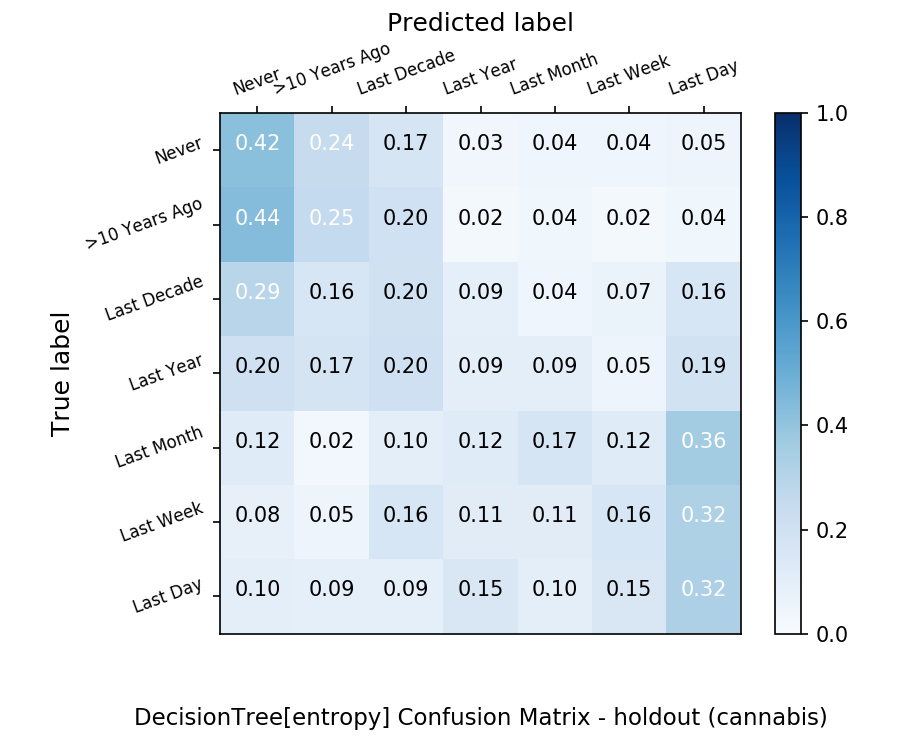 Predicted label
Never >10 Years Ago Last Decade Last Year Last Month Last Week Last Day
Never 0.42 0.24 0.17 0.03 0.04 0.04 0.05
>10 Years Ago 0.44 0.25 0.20 0.02 0.04 0.02 0.04
Last Decade 0.29 0.16 0.20 0.09 0.04 0.07 0.16
Last Year 0.20 0.17 0.20 0.09 0.09 0.05 0.19
Last Month 0.12 0.02 0.10 0.12 0.17 0.12 0.36
Last Week 0.08 0.05 0.16 0.11 0.11 0.16 0.32
Last Day 0.10 0.09 0.09 0.15 0.10 0.15 0.32
True label
1.0
0.8
0.6
0.4
0.2
0.0
DecisionTree[entropy] Confusion Matrix - holdout (cannabis)